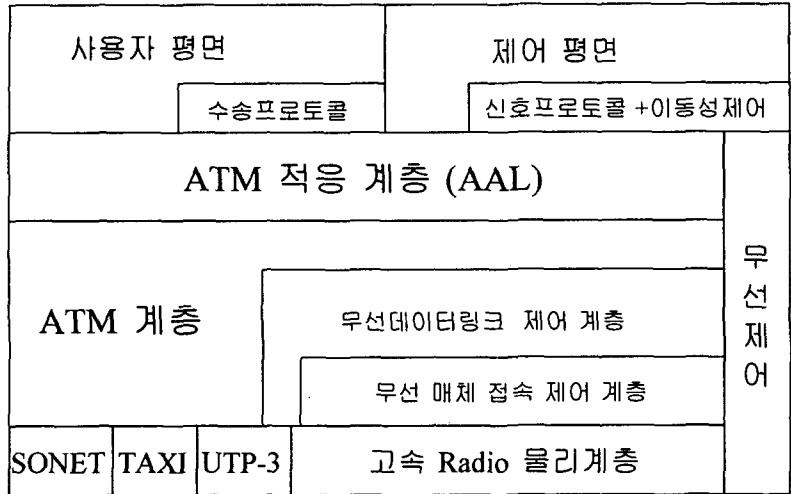 사용자 평면
제어 평면
수송프로토콜
신호프로토콜 +이동성제어
ATM 적응 계층 (AAL)
무선제어
ATM 계층
무선데이터링크 제어 계층
무선 매체 접속 제어 계층
SONET TAXI UTP-3 고속 Radio 물리계층